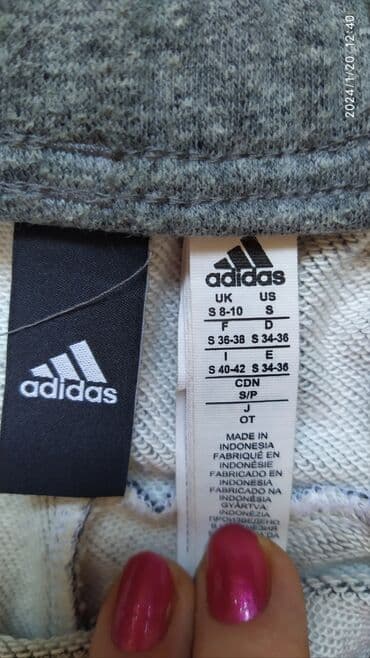 2024/1/20 12:40
adidas
adidas
UK US
S 8-10 S
F D
S 36-38 S 34-36
I E
S 40-42 S 34-36
CDN
S/P
J
OT
MADE IN
INDONESIA
FABRIQUÉ EN
INDONÉSIE
FABRICADO EN
INDONESIA
FABRICADO NA
INDONÉSIA
GYÁRTVA:
INDONÉZIA
ПРОИЗВЕДЕНО
В